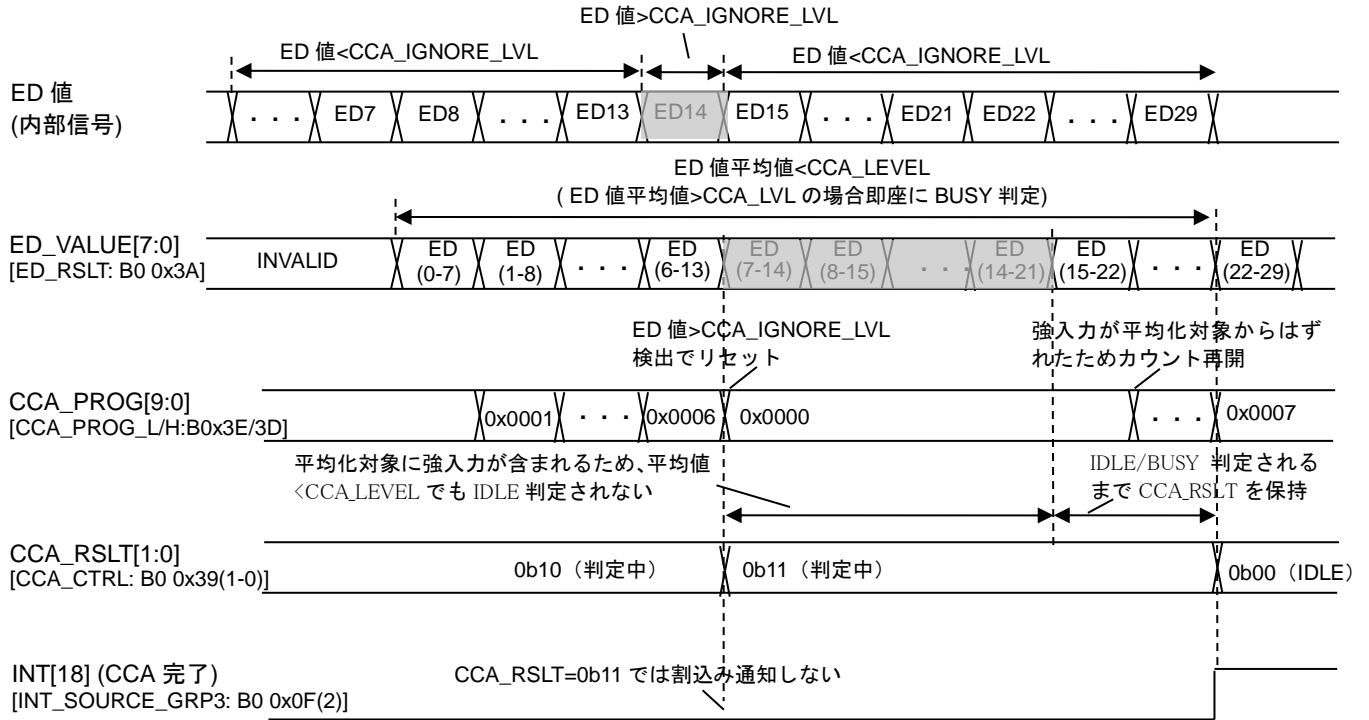 ED 値>CCA_IGNORE_LVL
ED 値<CCA_IGNORE_LVL
ED 値<CCA_IGNORE_LVL
ED 値
(内部信号)
・・・ ED7 ED8 ・・・ ED13 ED14 ED15 ・・・ ED21 ED22 ・・・ ED29
ED 値平均値<CCA_LEVEL
( ED 値平均値>CCA_LVL の場合即座に BUSY 判定)
ED_VALUE[7:0]
[ED_RSLT: B0 0x3A]
INVALID
ED
(0-7)
ED
(1-8)
・・・
ED
(6-13)
ED
(7-14)
ED
(8-15)
・・・
ED
(14-21)
ED
(15-22)
・・・
ED
(22-29)
ED 値>CCA_IGNORE_LVL
検出でリセット
強入力が平均化対象からはず
れたためカウント再開
CCA_PROG[9:0]
[CCA_PROG_L/H:B0x3E/3D]
0x0001 ・・・ 0x0006 0x0000 ・・・ 0x0007
平均化対象に強入力が含まれるため、平均値
<CCA_LEVEL でも IDLE 判定されない
IDLE/BUSY 判定される
まで CCA_RSLT を保持
CCA_RSLT[1:0]
[CCA_CTRL: B0 0x39(1-0)]
0b10（判定中） 0b11（判定中） 0b00（IDLE）
INT[18] (CCA 完了)
[INT_SOURCE_GRP3: B0 0x0F(2)]
CCA_RSLT=0b11 では割込み通知しない